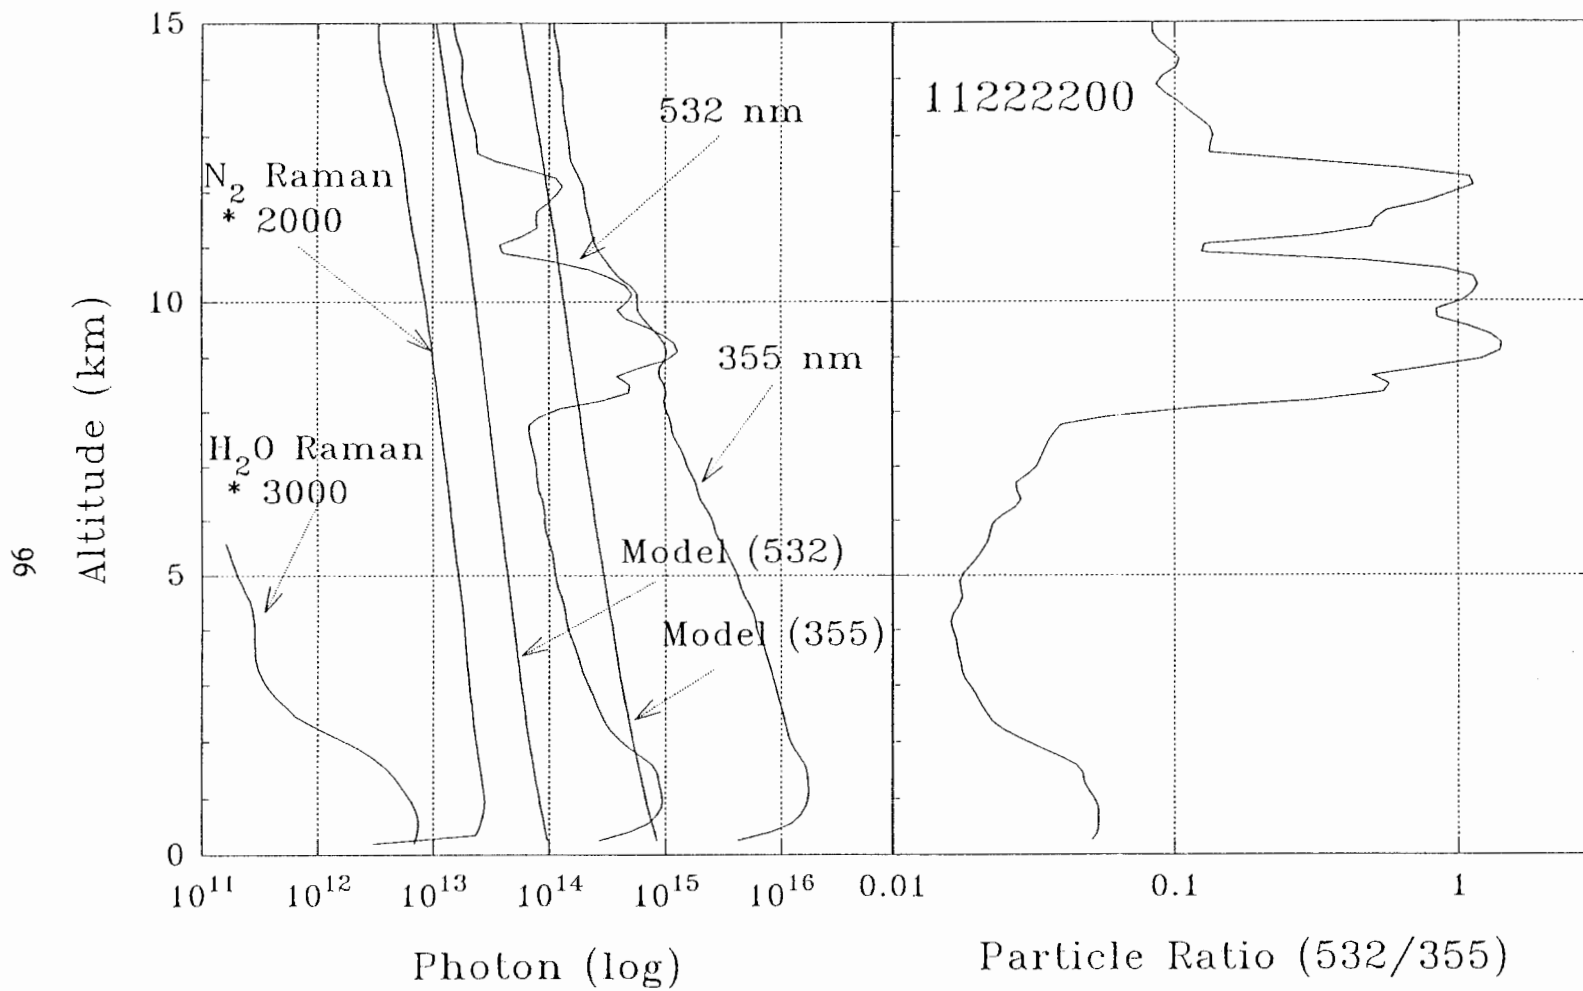 15
10
5
0
Altitude (km)
96
10^11
10^12
10^13
10^14
10^15
10^16
Photon (log)
N_2 Raman
* 2000
H_2O Raman
* 3000
532 nm
355 nm
Model (532)
Model (355)
11222200
0.01
0.1
1
Particle Ratio (532/355)